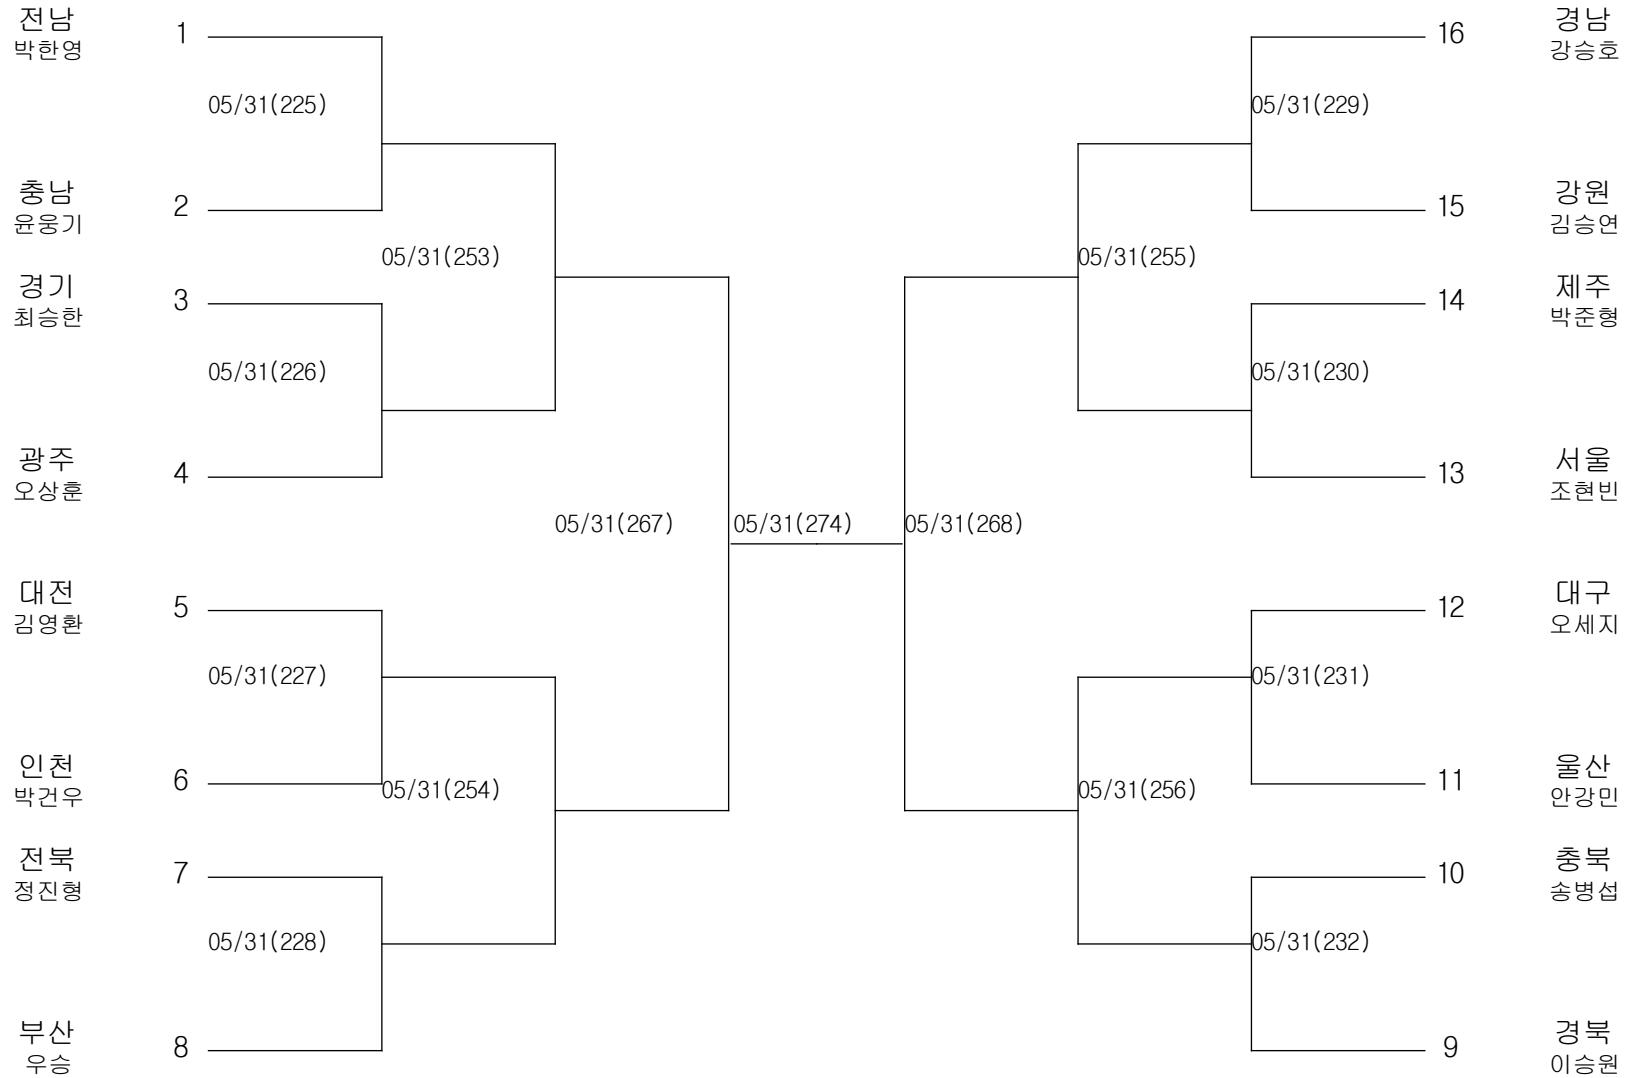 전남
박한영
1
16
경남
강승호
05/31(225)
05/31(229)
충남
윤웅기
2
15
강원
김승연
05/31(253)
05/31(255)
경기
최승한
3
14
제주
박준형
05/31(226)
05/31(230)
광주
오상훈
4
13
서울
조현빈
05/31(267)
05/31(274)
05/31(268)
대전
김영환
5
12
대구
오세지
05/31(227)
05/31(231)
인천
박건우
6
11
울산
안강민
05/31(254)
05/31(256)
전북
정진형
7
10
충북
송병섭
05/31(228)
05/31(232)
부산
우승
8
9
경북
이승원